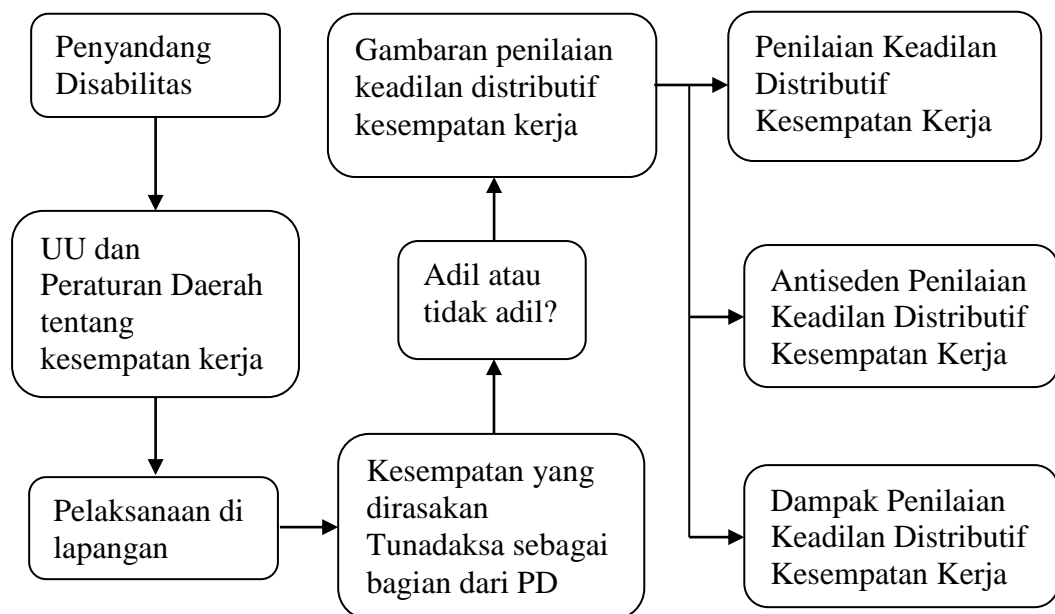 Penyandang
Disabilitas
UU dan
Peraturan Daerah
tentang
kesempatan kerja
Pelaksanaan di
lapangan
Kesempatan yang
dirasakan
Tunadaksa sebagai
bagian dari PD
Adil atau
tidak adil?
Gambaran penilaian
keadilan distributif
kesempatan kerja
Penilaian Keadilan
Distributif
Kesempatan Kerja
Antiseden Penilaian
Keadilan Distributif
Kesempatan Kerja
Dampak Penilaian
Keadilan Distributif
Kesempatan Kerja